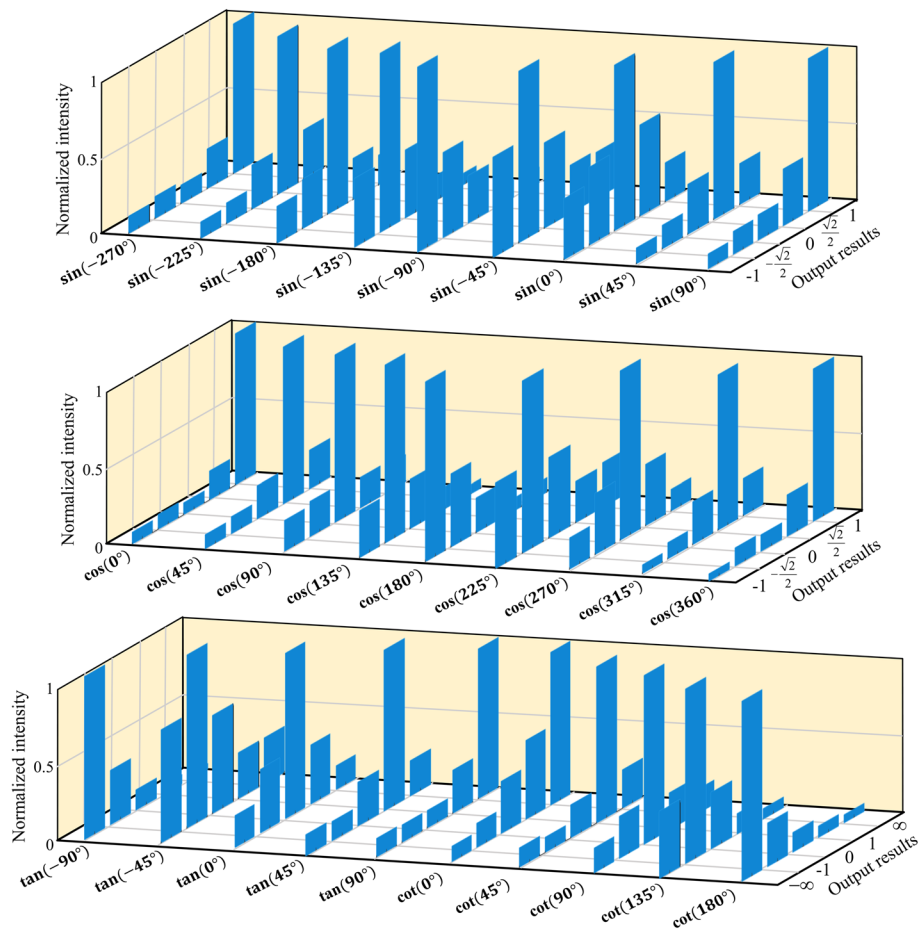 Normalized intensity
1
0.5
0
sin(−270°)
sin(−225°)
sin(−180°)
sin(−135°)
sin(−90°)
sin(−45°)
sin(0°)
sin(45°)
sin(90°)
-1
−√2/2
0
√2/2
1
Output results
Normalized intensity
1
0.5
0
cos(0°)
cos(45°)
cos(90°)
cos(135°)
cos(180°)
cos(225°)
cos(270°)
cos(315°)
cos(360°)
-1
−√2/2
0
√2/2
1
Output results
Normalized intensity
1
0.5
0
tan(−90°)
tan(−45°)
tan(0°)
tan(45°)
tan(90°)
cot(0°)
cot(45°)
cot(90°)
cot(135°)
cot(180°)
−∞
-1
0
1
∞
Output results